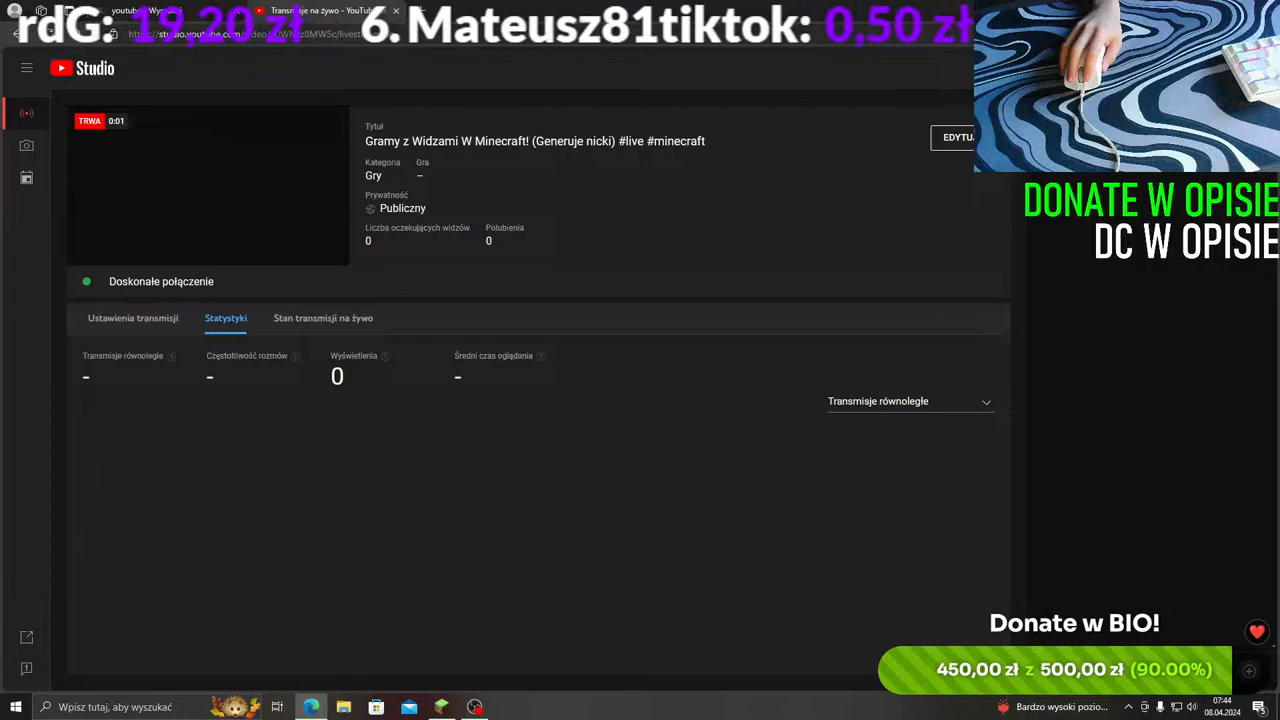 rdG: 19,20 zł 6. Mateusz81tiktok: 0,50 zł
Studio
TRWA 0:01
Tytuł
Gramy z Widzami W Minecraft! (Generuje nicki) #live #minecraft
EDYTU
Kategoria Gra
Gry –
Prywatność
Publiczny
Liczba oczekujących widzów Polubienia
0 0
DONATE W OPISIE
DC W OPISIE
Doskonałe połączenie
Ustawienia transmisji Statystyki Stan transmisji na żywo
Transmisje równoległe Częstotliwość rozmów Wyświetlenia Średni czas oglądania
- - 0 -
Transmisje równoległe
Donate w BIO!
450,00 zł z 500,00 zł (90.00%)
Wpisz tutaj, aby wyszukać
Bardzo wysoki pozio...
07:44
08.04.2024